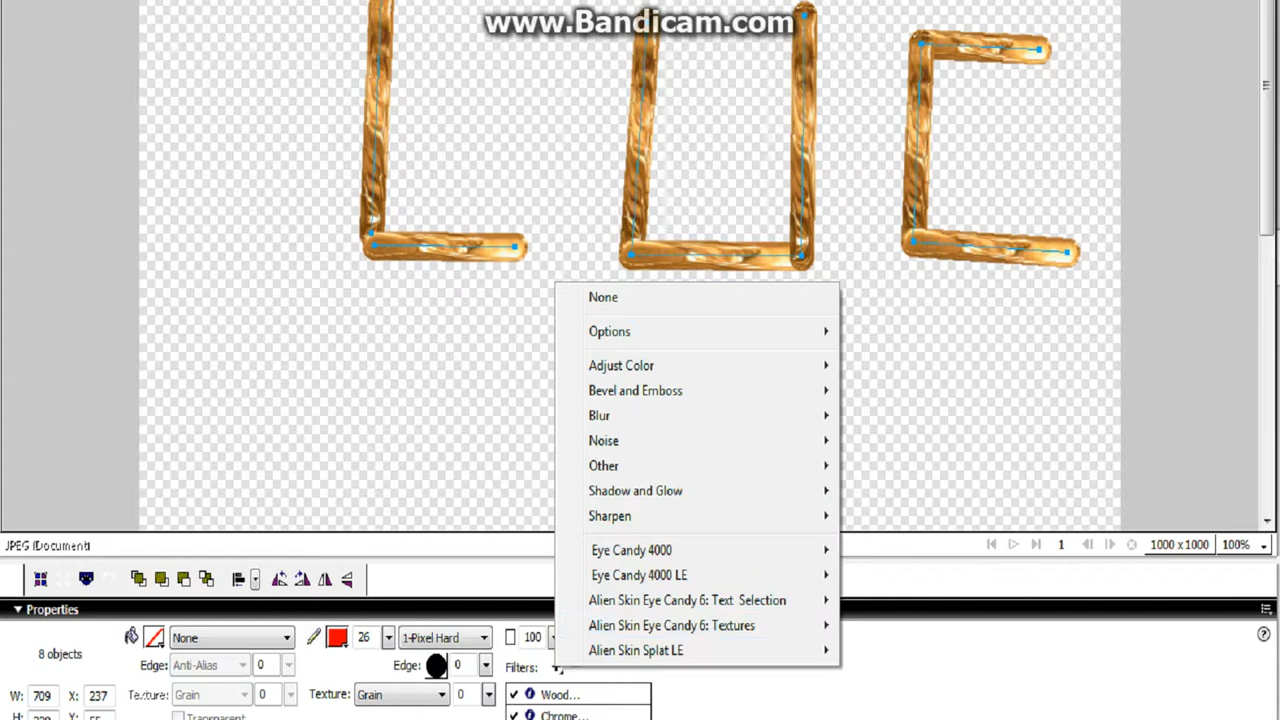 www.Bandicam.com
None
Options
Adjust Color
Bevel and Emboss
Blur
Noise
Other
Shadow and Glow
Sharpen
Eye Candy 4000
Eye Candy 4000 LE
Alien Skin Eye Candy 6: Text Selection
Alien Skin Eye Candy 6: Textures
Alien Skin Splat LE
JPEG (Document)
1 1000 x 1000 100%
Properties
8 objects
None 26 1-Pixel Hard 100
Edge: Anti-Alias 0 Edge: 0 Filters:
W: 709 X: 237 Texture: Grain 0 Texture: Grain 0 Wood...
Transparent Chrome...